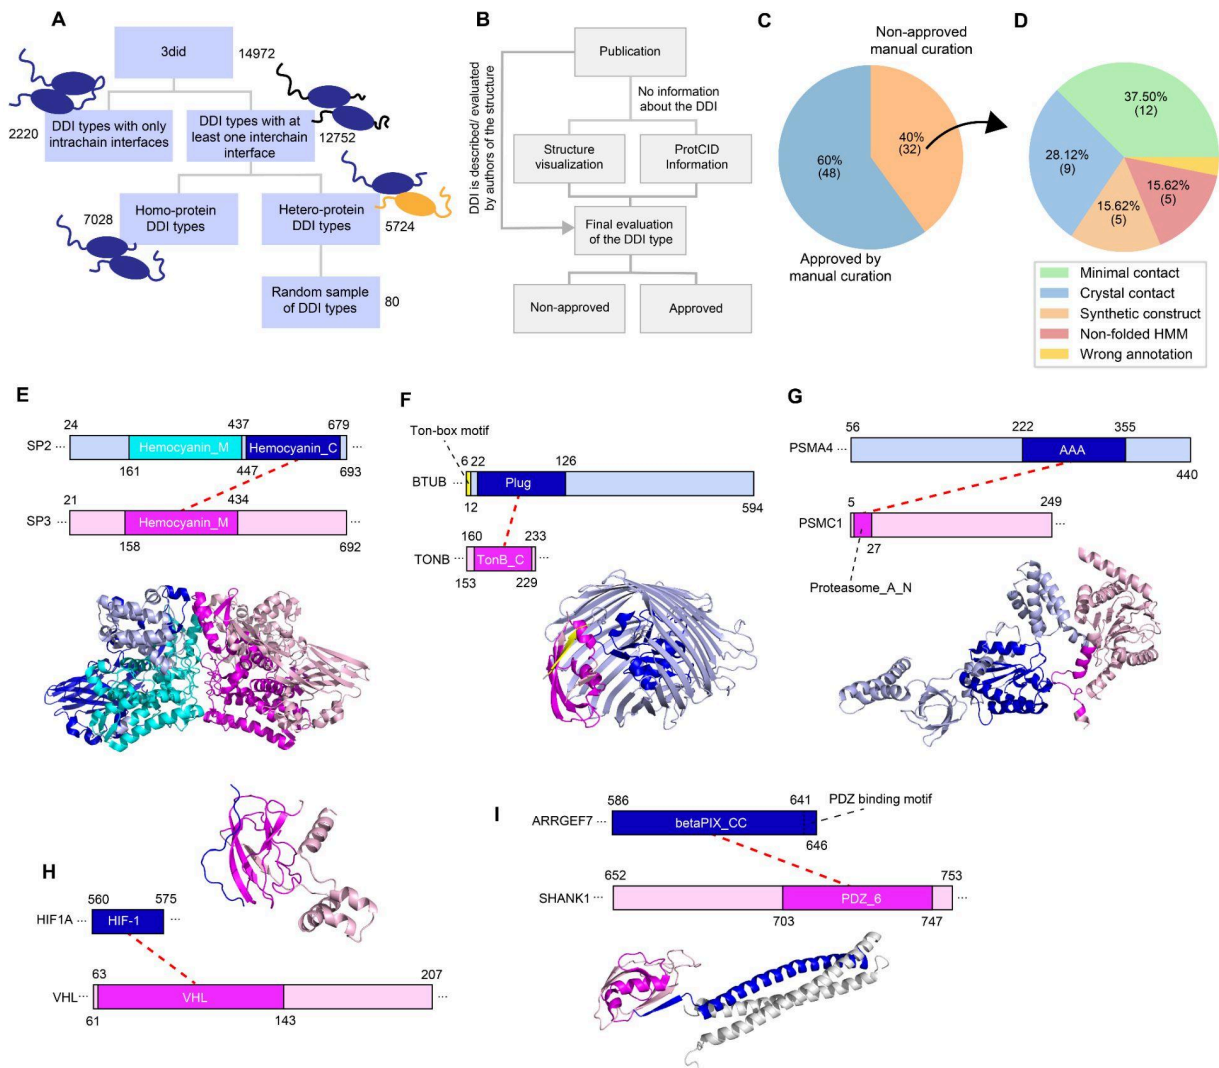 A
3did
14972
2220
DDI types with only
intrachain interfaces
DDI types with at
least one interchain
interface
12752
7028
Homo-protein
DDI types
Hetero-protein
DDI types
5724
Random sample
of DDI types
80
B
Publication
DDI is described/ evaluated
by authors of the structure
No information
about the DDI
Structure
visualization
ProtCID
Information
Final evaluation
of the DDI type
Non-approved
Approved
C
Non-approved
manual curation
40%
(32)
60%
(48)
Approved by
manual curation
D
37.50%
(12)
28.12%
(9)
15.62%
(5)
15.62%
(5)
Minimal contact
Crystal contact
Synthetic construct
Non-folded HMM
Wrong annotation
E
24
437
679
SP2 ···
Hemocyanin_M
Hemocyanin_C
···
161
447
693
21
434
SP3 ···
Hemocyanin_M
···
158
692
F
Ton-box
motif
6
22
126
BTUB ···
Plug
12
594
160
233
TONB ···
TonB_C
···
153
229
G
56
222
355
PSMA4 ···
AAA
440
5
249
PSMC1 ···
···
27
Proteasome_A_N
H
560
575
HIF1A ···
HIF-1
···
63
207
VHL ···
VHL
···
61
143
I
586
641
PDZ binding motif
ARRGEF7 ···
betaPIX_CC
646
652
753
SHANK1 ···
PDZ_6
···
703
747